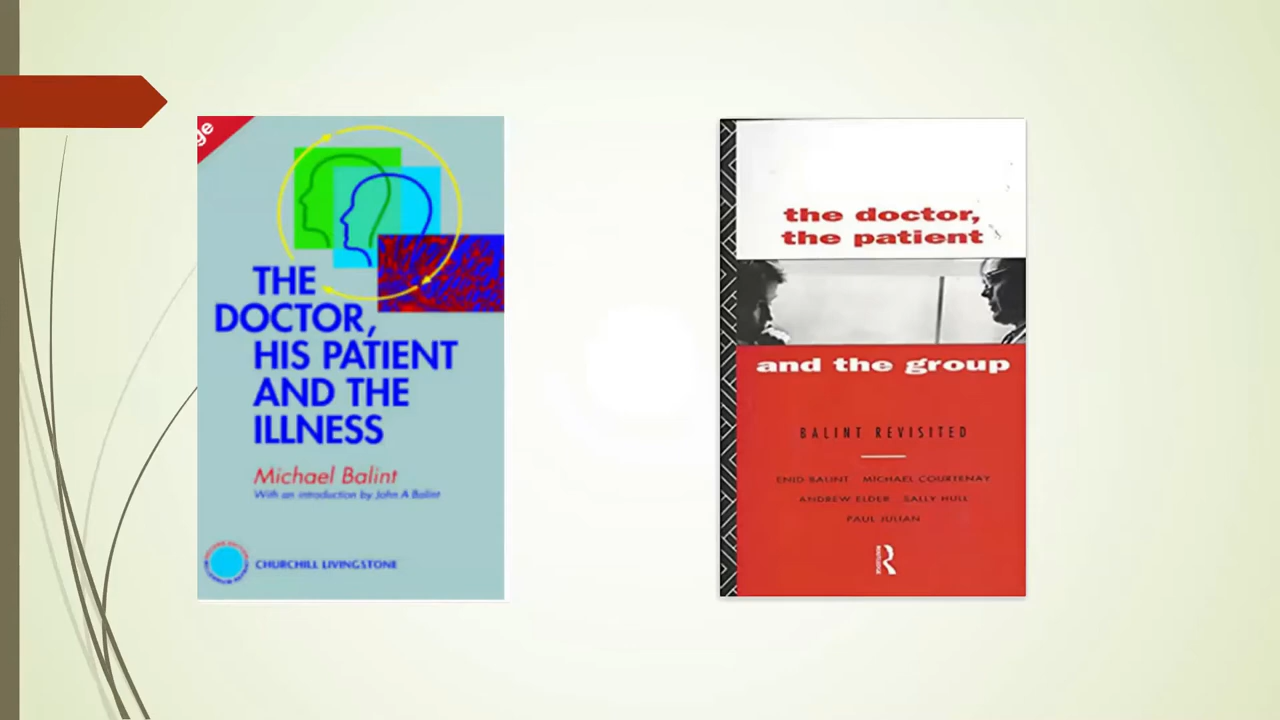 THE
DOCTOR,
HIS PATIENT
AND THE
ILLNESS
Michael Balint
With an introduction by John A Balint
CHURCHILL LIVINGSTONE
the doctor,
the patient
and the group
BALINT REVISITED
ENID BALINT MICHAEL COURTENAY
ANDREW ELDER SALLY HULL
PAUL JULIAN
ROUTLEDGE